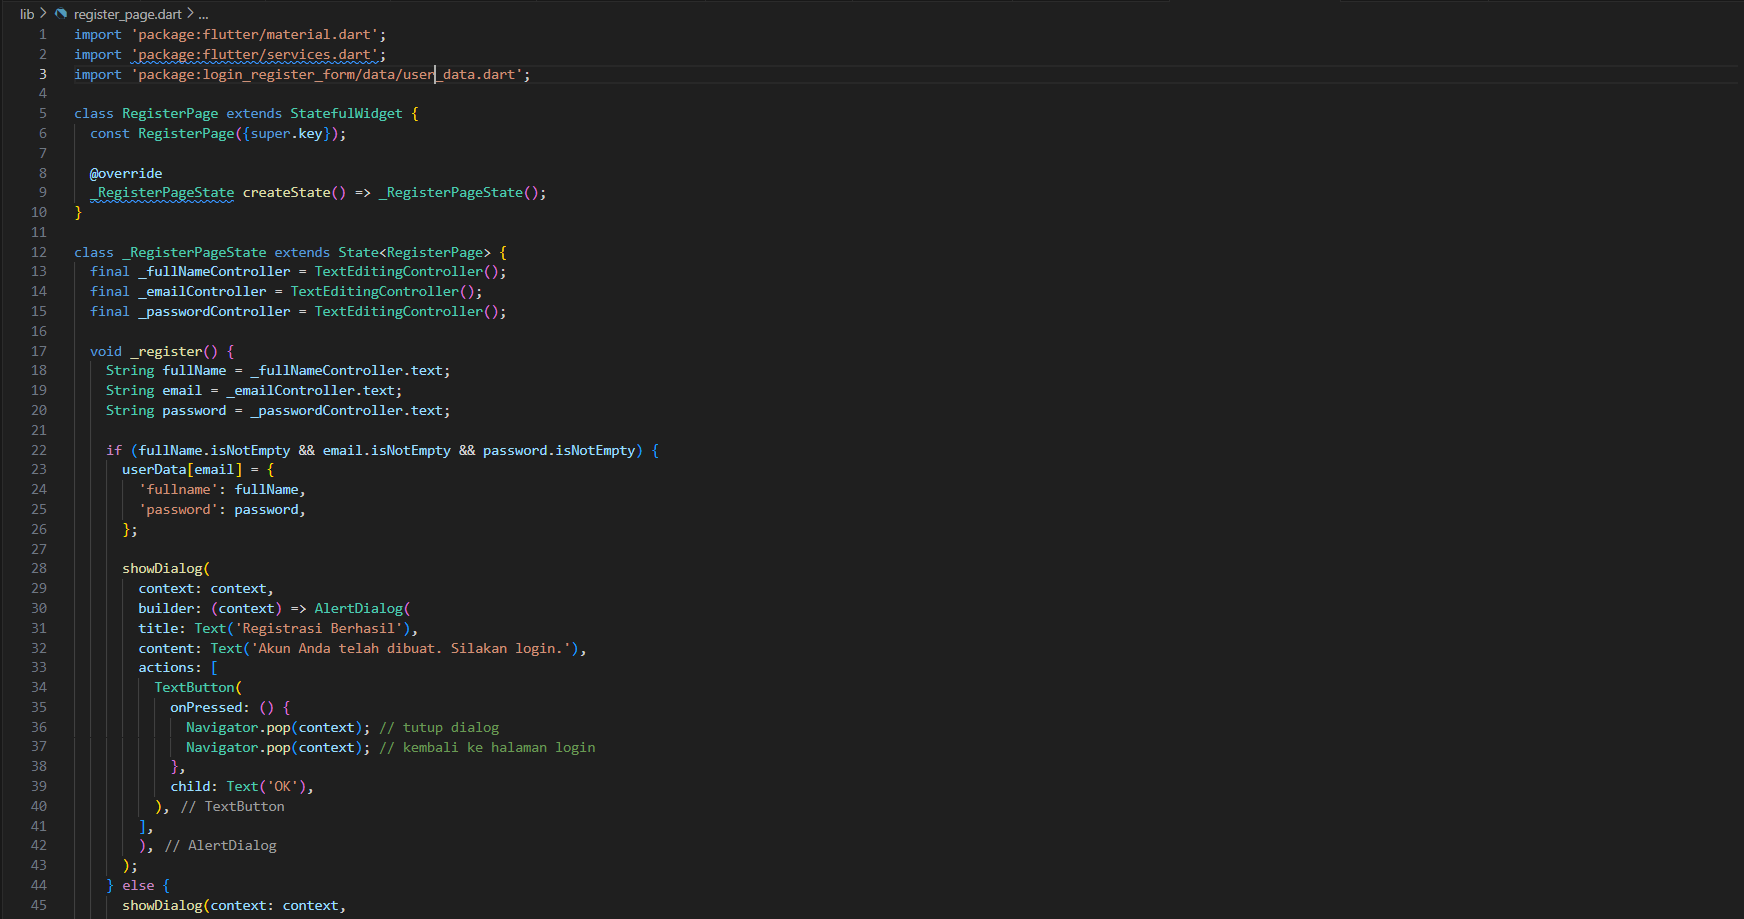 lib > register_page.dart > ...
1 import 'package:flutter/material.dart';
2 import 'package:flutter/services.dart';
3 import 'package:login_register_form/data/user_data.dart';
4
5 class RegisterPage extends StatefulWidget {
6 const RegisterPage({super.key});
7
8 @override
9 _RegisterPageState createState() => _RegisterPageState();
10 }
11
12 class _RegisterPageState extends State<RegisterPage> {
13 final _fullNameController = TextEditingController();
14 final _emailController = TextEditingController();
15 final _passwordController = TextEditingController();
16
17 void _register() {
18 String fullName = _fullNameController.text;
19 String email = _emailController.text;
20 String password = _passwordController.text;
21
22 if (fullName.isNotEmpty && email.isNotEmpty && password.isNotEmpty) {
23 userData[email] = {
24 'fullname': fullName,
25 'password': password,
26 };
27
28 showDialog(
29 context: context,
30 builder: (context) => AlertDialog(
31 title: Text('Registrasi Berhasil'),
32 content: Text('Akun Anda telah dibuat. Silakan login.'),
33 actions: [
34 TextButton(
35 onPressed: () {
36 Navigator.pop(context); // tutup dialog
37 Navigator.pop(context); // kembali ke halaman login
38 },
39 child: Text('OK'),
40 ), // TextButton
41 ],
42 ), // AlertDialog
43 );
44 } else {
45 showDialog(context: context,